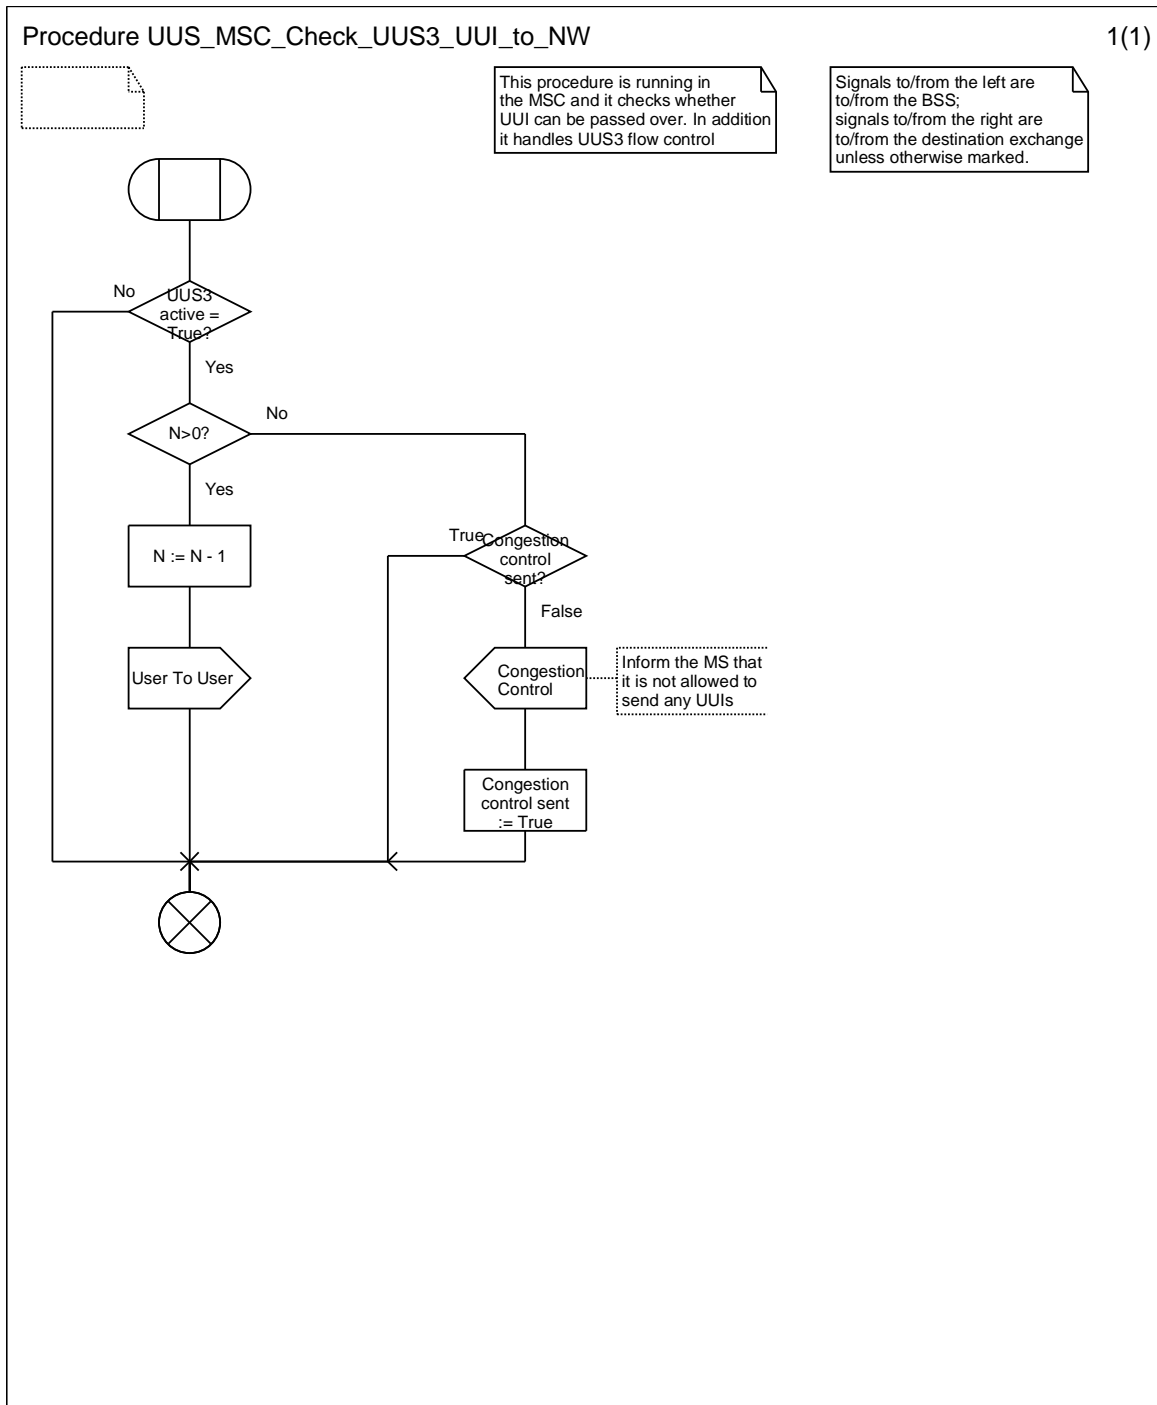 Procedure UUS_MSC_Check_UUS3_UUI_to_NW
1(1)
This procedure is running in
the MSC and it checks whether
UUI can be passed over. In addition
it handles UUS3 flow control
Signals to/from the left are
to/from the BSS;
signals to/from the right are
to/from the destination exchange
unless otherwise marked.
No
UUS3
active =
True?
Yes
N>0?
No
Yes
N := N - 1
True
Congestion
control
sent?
False
User To User
Congestion
Control
Inform the MS that
it is not allowed to
send any UUIs
Congestion
control sent
:= True